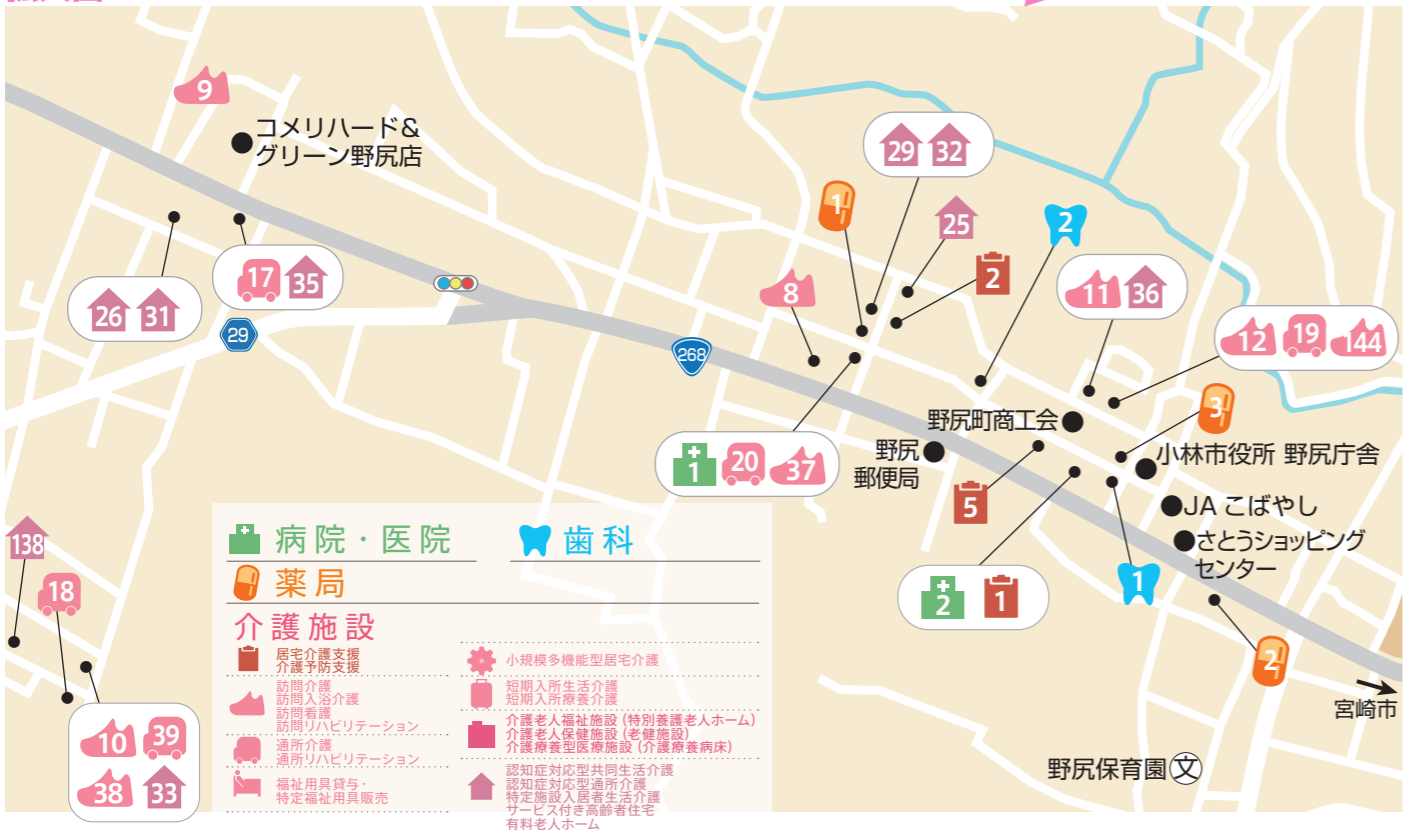 9
コメリハード&
グリーン野尻店
29 32
1
25
2
2
17 35
8
11 36
26 31
12 19 144
29
268
3
野尻町商工会
小林市役所 野尻庁舎
野尻
郵便局
1 20 37
5
JA こばやし
さとうショッピング
センター
138
18
2 1
1
2
宮崎市
野尻保育園 文
10 39
38 33
病院・医院
歯科
薬局
介護施設
居宅介護支援
介護予防支援
訪問介護
訪問入浴介護
訪問看護
訪問リハビリテーション
通所介護
通所リハビリテーション
福祉用具貸与・
特定福祉用具販売
小規模多機能型居宅介護
短期入所生活介護
短期入所療養介護
介護老人福祉施設(特別養護老人ホーム)
介護老人保健施設(老健施設)
介護療養型医療施設(介護療養病床)
認知症対応型共同生活介護
認知症対応型通所介護
特定施設入居者生活介護
サービス付き高齢者住宅
有料老人ホーム